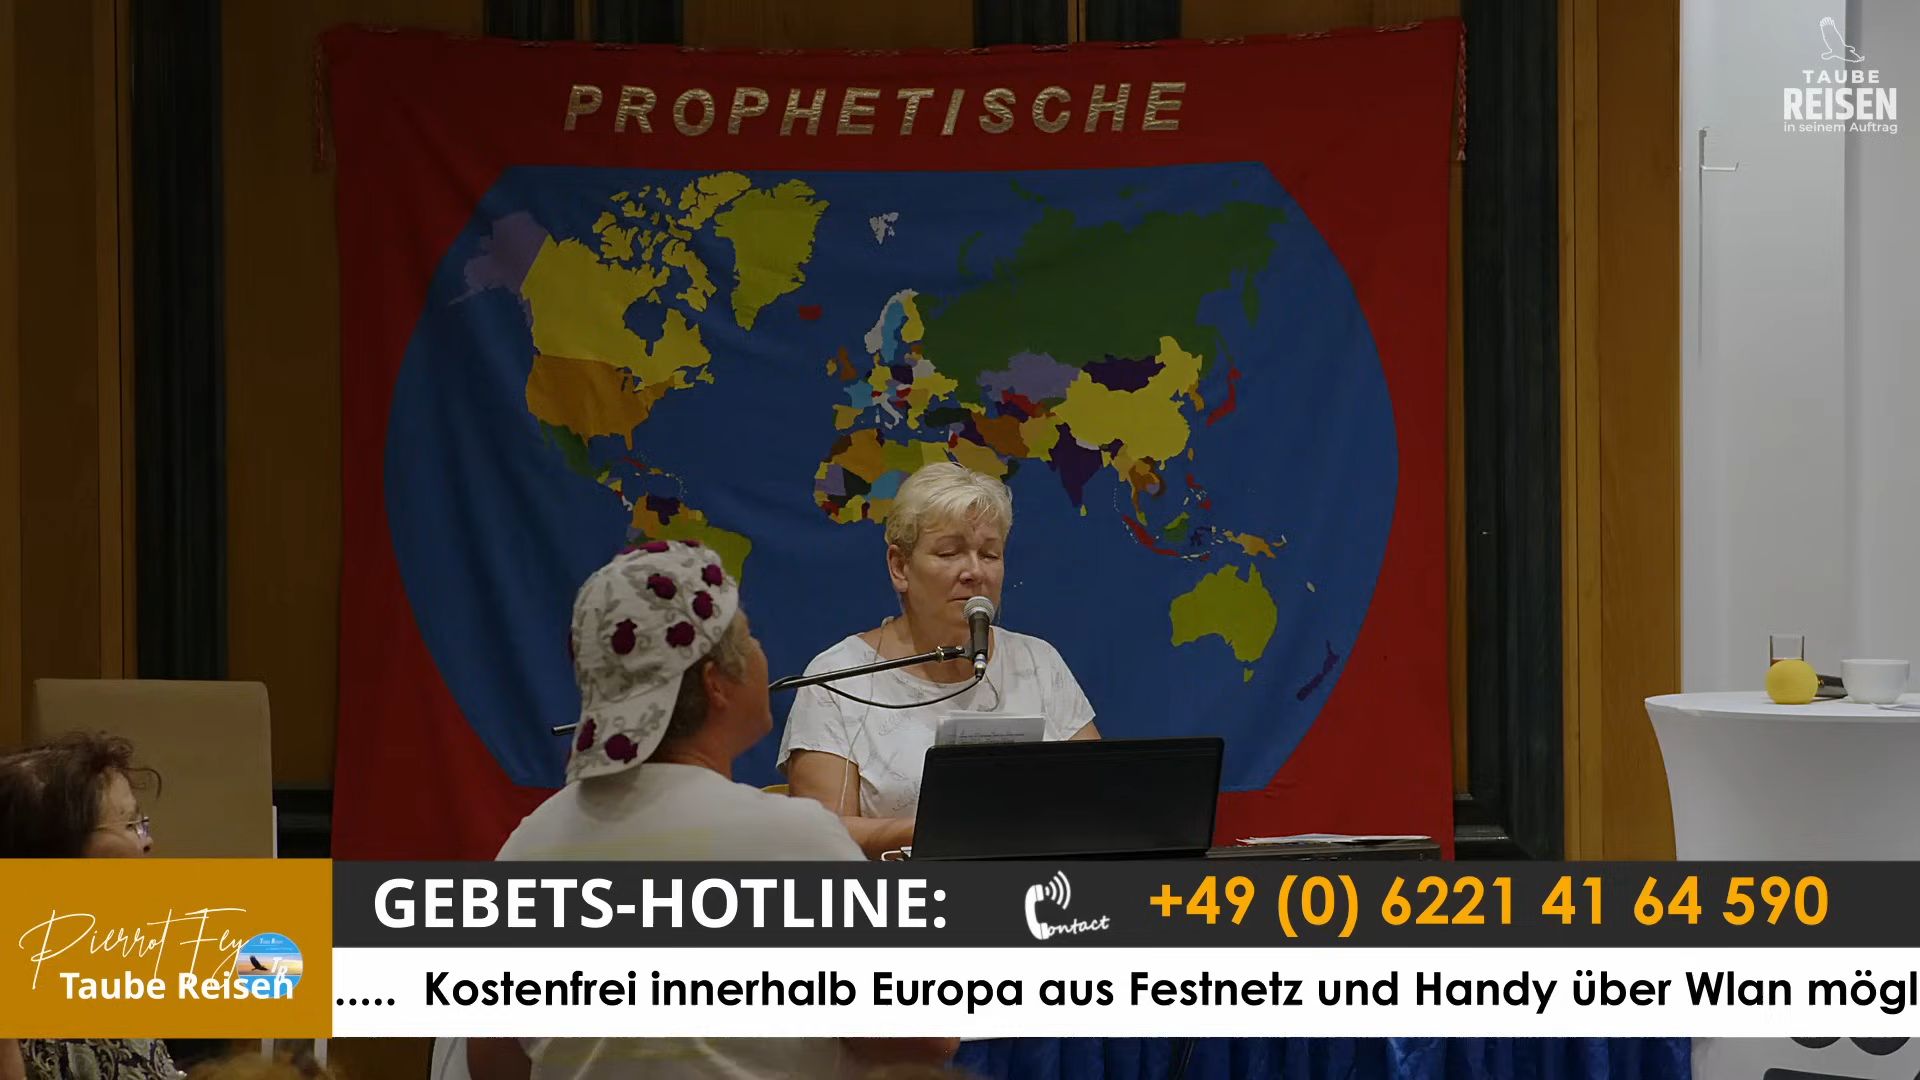 PROPHETISCHE
TAUBE
REISEN
in seinem Auftrag
GEBETS-HOTLINE:
Contact
+49 (0) 6221 41 64 590
Pierrot Fey
Taube Reisen
..... Kostenfrei innerhalb Europa aus Festnetz und Handy über Wlan mögl